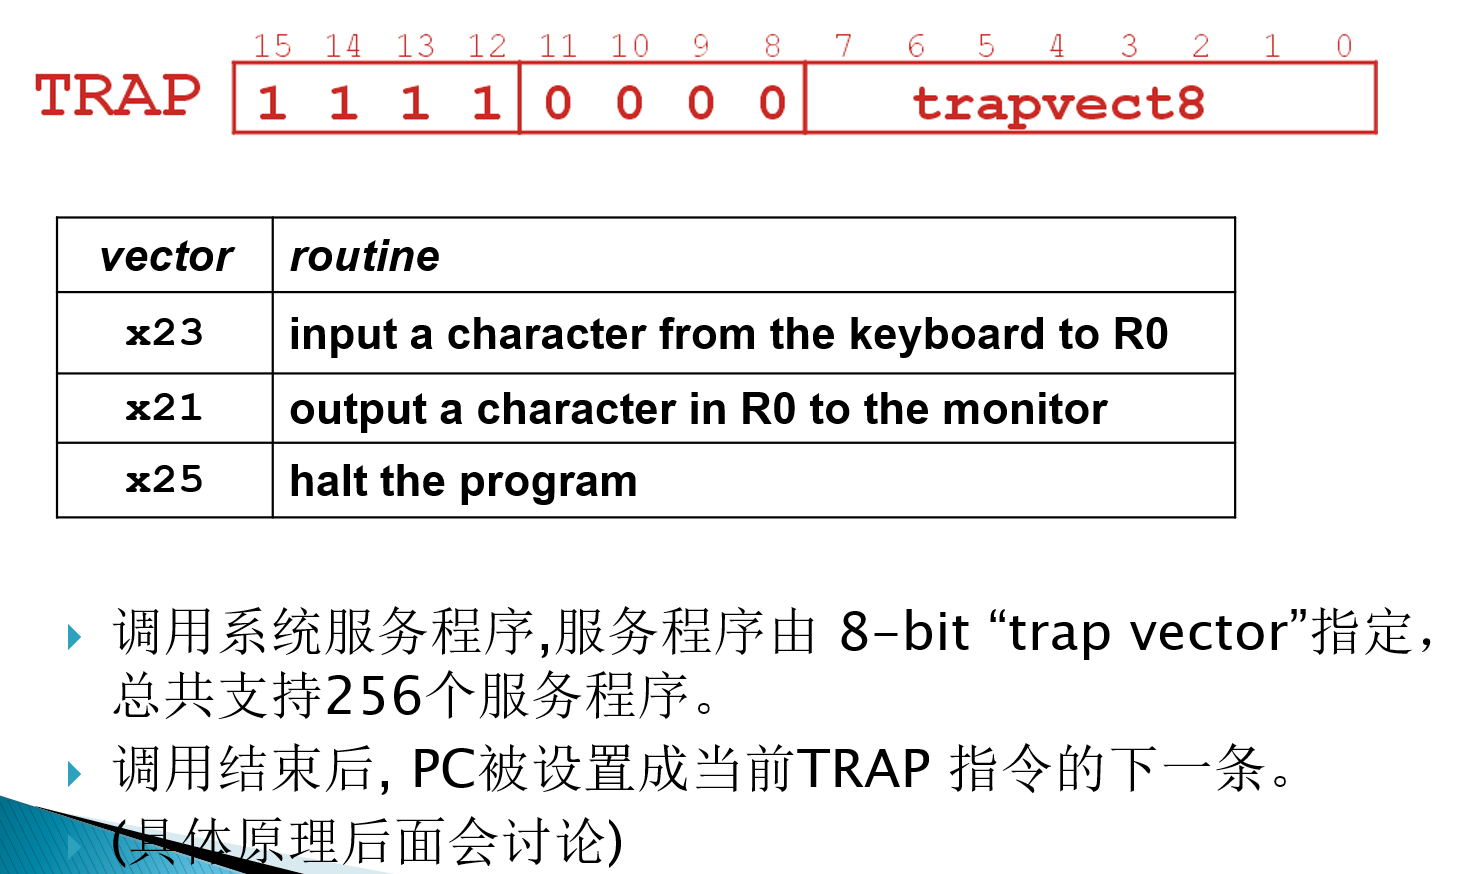 15 14 13 12 11 10 9 8 7 6 5 4 3 2 1 0
TRAP 1 1 1 1 0 0 0 0 trapvect8
vector routine
x23 input a character from the keyboard to R0
x21 output a character in R0 to the monitor
x25 halt the program
调用系统服务程序,服务程序由 8-bit “trap vector”指定，
总共支持256个服务程序。
调用结束后, PC被设置成当前TRAP 指令的下一条。
(具体原理后面会讨论)